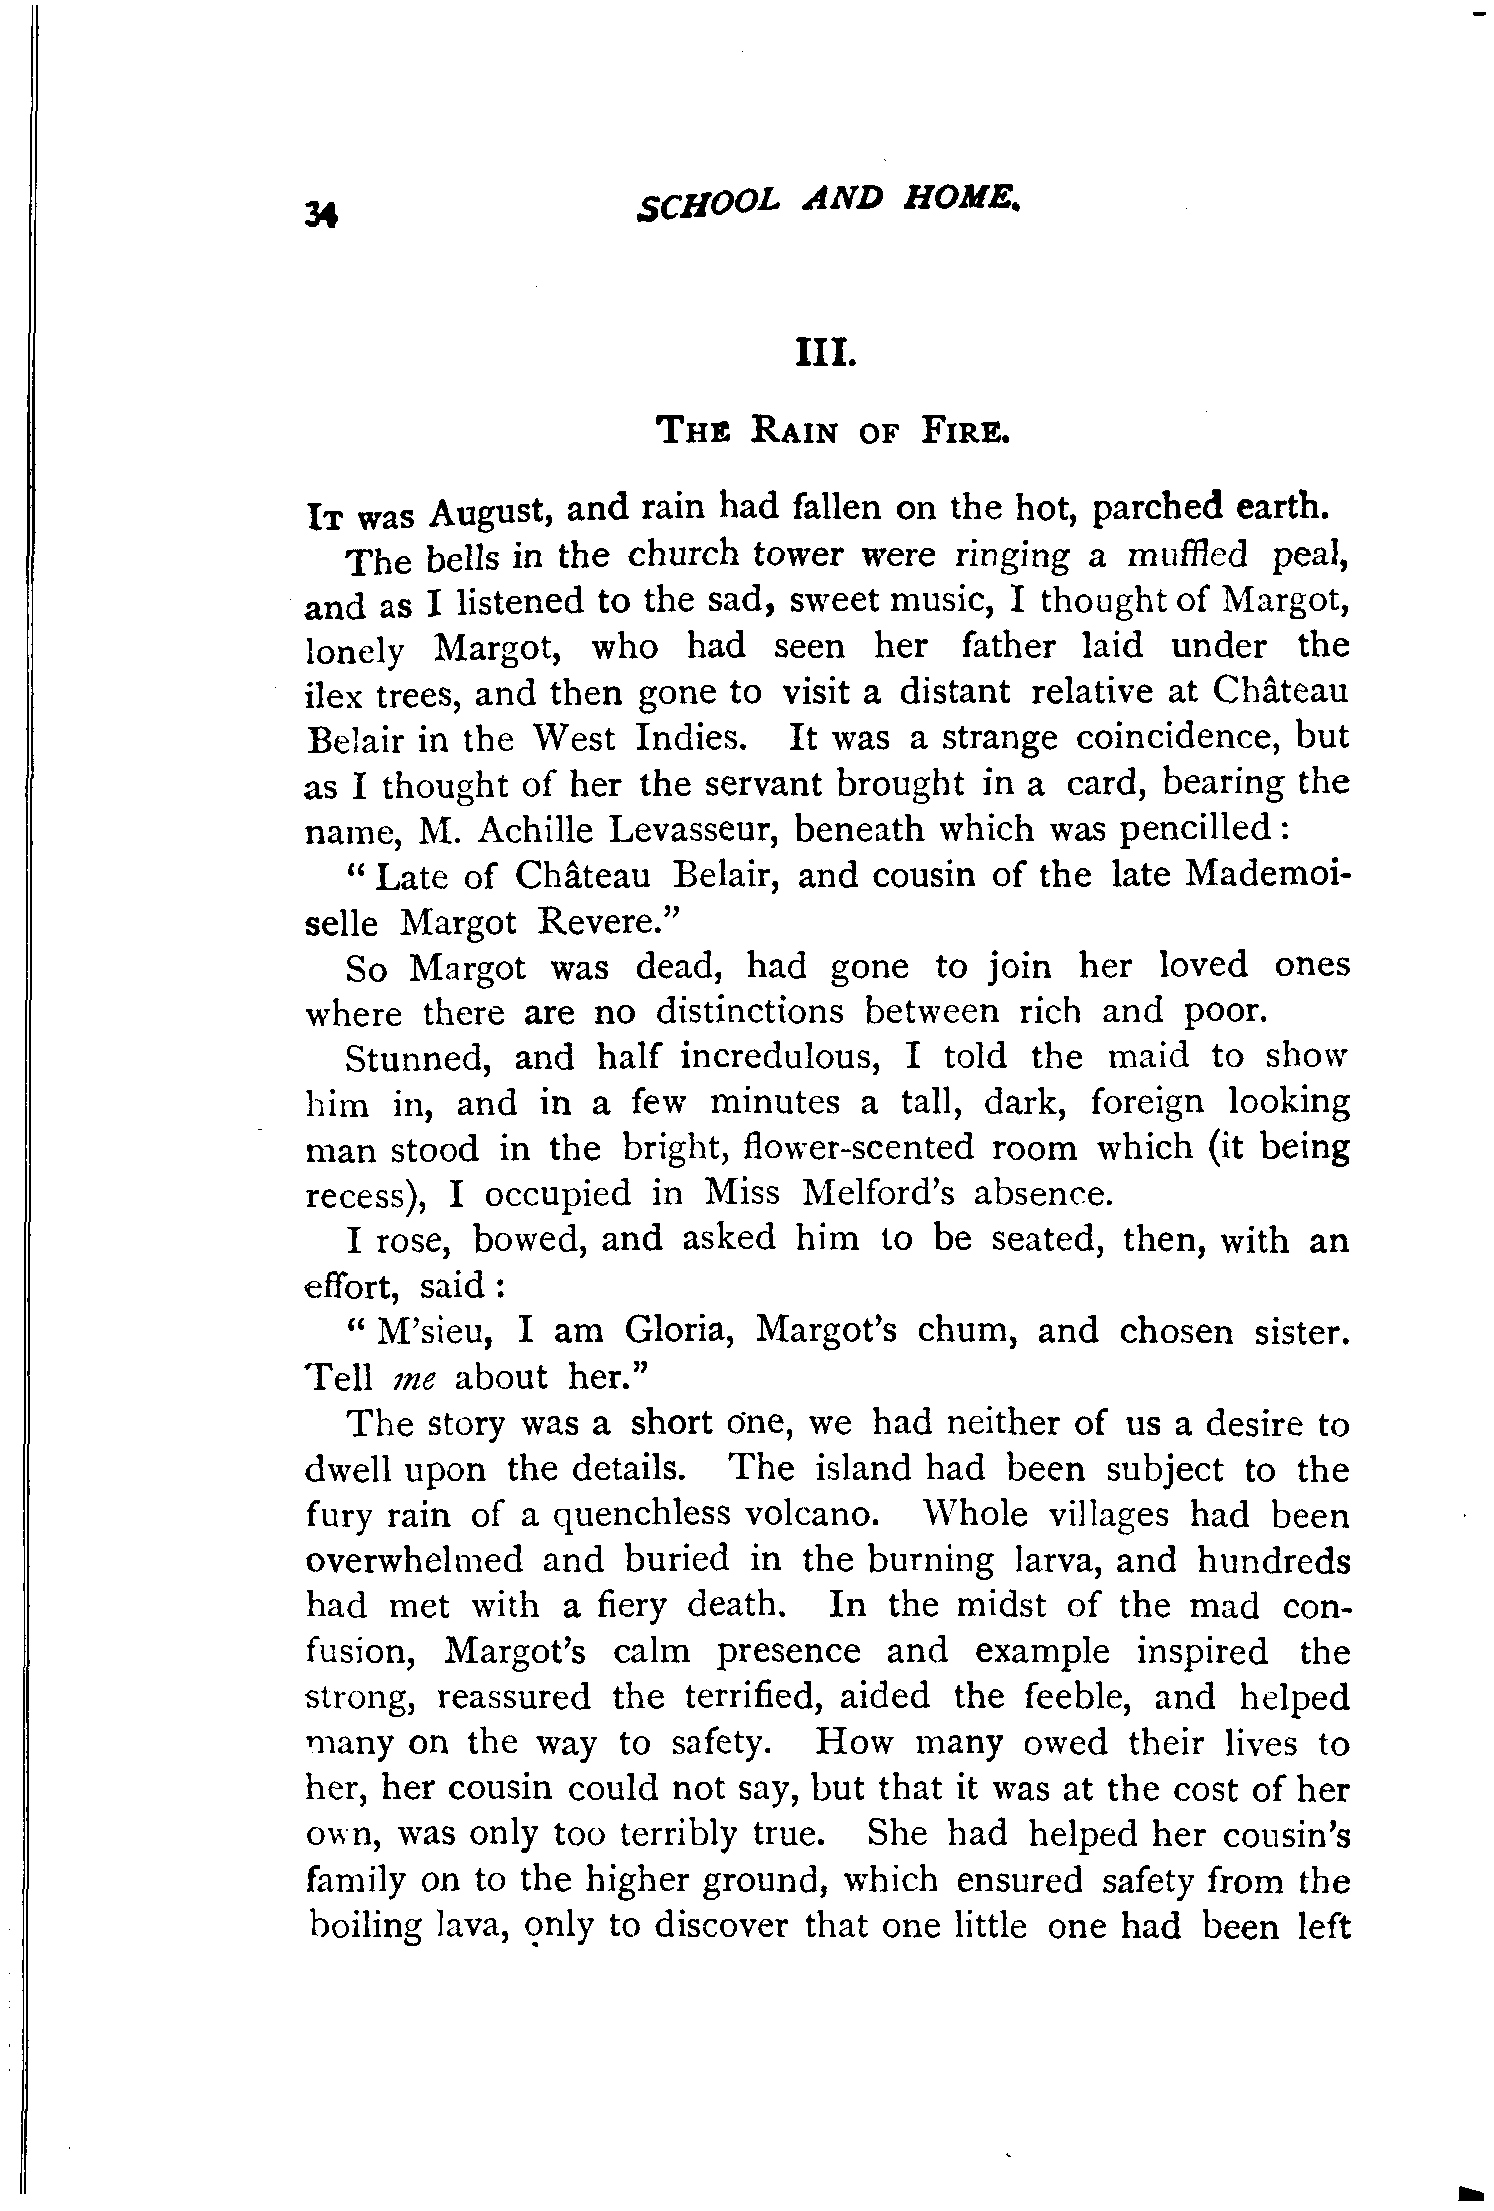 34 SCHOOL AND HOME.
III.
THE RAIN OF FIRE.
IT was August, and rain had fallen on the hot, parched earth.
The bells in the church tower were ringing a muffled peal,
and as I listened to the sad, sweet music, I thought of Margot,
lonely Margot, who had seen her father laid under the
ilex trees, and then gone to visit a distant relative at Château
Belair in the West Indies. It was a strange coincidence, but
as I thought of her the servant brought in a card, bearing the
name, M. Achille Levasseur, beneath which was pencilled :
" Late of Château Belair, and cousin of the late Mademoi-
selle Margot Revere."
So Margot was dead, had gone to join her loved ones
where there are no distinctions between rich and poor.
Stunned, and half incredulous, I told the maid to show
him in, and in a few minutes a tall, dark, foreign looking
man stood in the bright, flower-scented room which (it being
recess), I occupied in Miss Melford's absence.
I rose, bowed, and asked him to be seated, then, with an
effort, said :
" M'sieu, I am Gloria, Margot's chum, and chosen sister.
Tell me about her."
The story was a short one, we had neither of us a desire to
dwell upon the details. The island had been subject to the
fury rain of a quenchless volcano. Whole villages had been
overwhelmed and buried in the burning larva, and hundreds
had met with a fiery death. In the midst of the mad con-
fusion, Margot's calm presence and example inspired the
strong, reassured the terrified, aided the feeble, and helped
many on the way to safety. How many owed their lives to
her, her cousin could not say, but that it was at the cost of her
own, was only too terribly true. She had helped her cousin's
family on to the higher ground, which ensured safety from the
boiling lava, only to discover that one little one had been left